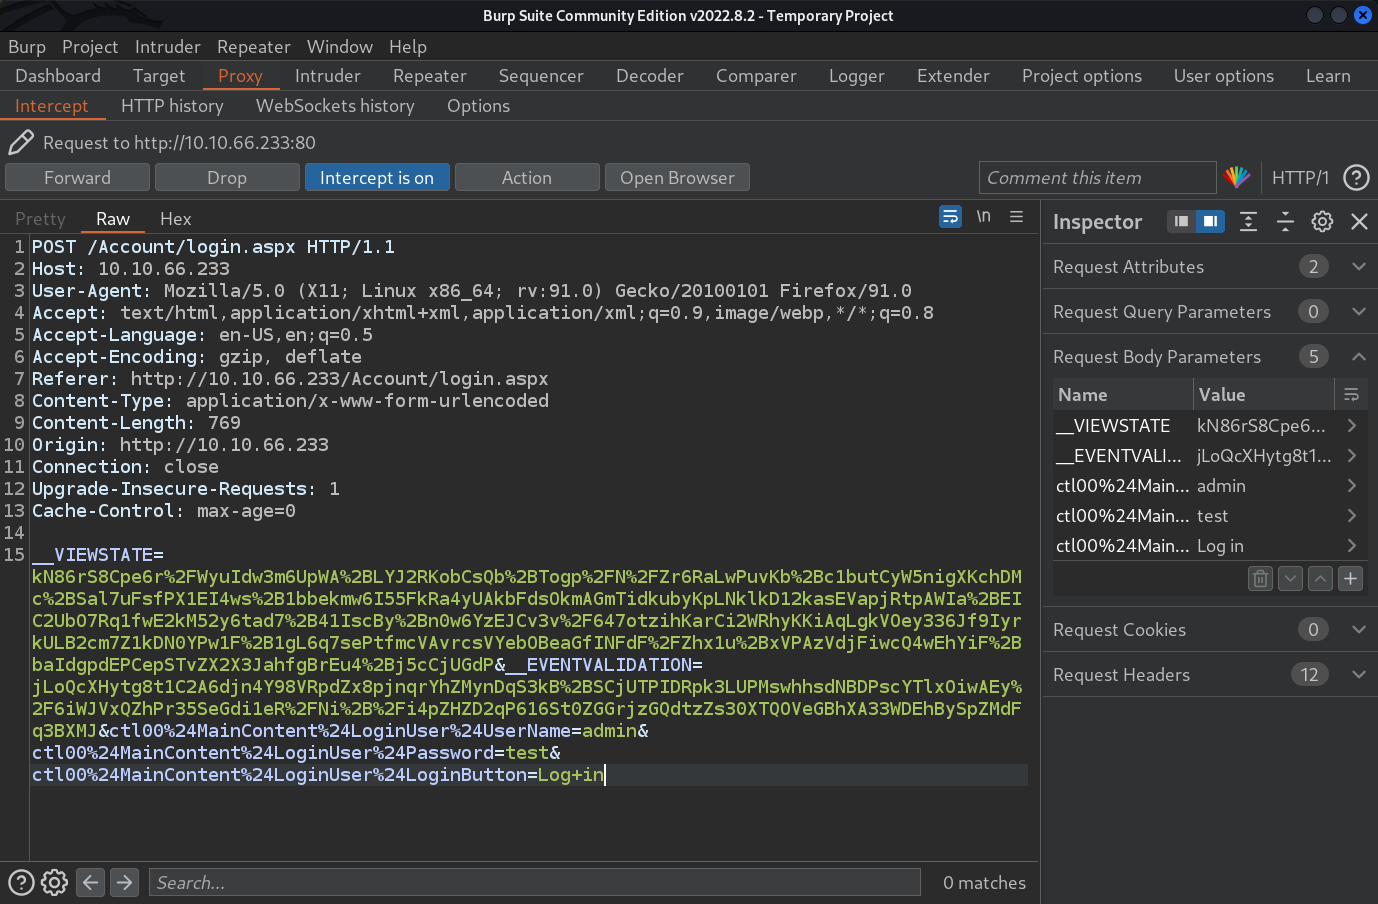 Burp Suite Community Edition v2022.8.2 - Temporary Project
Burp Project Intruder Repeater Window Help
Dashboard Target Proxy Intruder Repeater Sequencer Decoder Comparer Logger Extender Project options User options Learn
Intercept HTTP history WebSockets history Options
Request to http://10.10.66.233:80
Forward Drop Intercept is on Action Open Browser Comment this item HTTP/1 ?
Pretty Raw Hex \n
1 POST /Account/login.aspx HTTP/1.1
2 Host: 10.10.66.233
3 User-Agent: Mozilla/5.0 (X11; Linux x86_64; rv:91.0) Gecko/20100101 Firefox/91.0
4 Accept: text/html,application/xhtml+xml,application/xml;q=0.9,image/webp,*/*;q=0.8
5 Accept-Language: en-US,en;q=0.5
6 Accept-Encoding: gzip, deflate
7 Referer: http://10.10.66.233/Account/login.aspx
8 Content-Type: application/x-www-form-urlencoded
9 Content-Length: 769
10 Origin: http://10.10.66.233
11 Connection: close
12 Upgrade-Insecure-Requests: 1
13 Cache-Control: max-age=0
14
15 __VIEWSTATE=
kN86rS8Cpe6r%2FWyuIdw3m6UpWA%2BLYJ2RKobCsQb%2BTogp%2FN%2FZr6RaLwPuvKb%2Bc1butCyW5nigXKchDM
c%2BSal7uFsfPX1EI4ws%2B1bbekmw6I55FkRa4yUAkbFdsOkmAGmTidkubyKpLNklkD12kasEVapjRtpAWIa%2BEI
C2UbO7Rq1fwE2kM52y6tad7%2B41IscBy%2Bn0w6YzEJCv3v%2F647otzihKarCi2WRhyKKiAqLgkVOey336Jf9Iyr
kULB2cm7Z1kDN0YPw1F%2B1gL6q7sePtfmcVAvrcsVYebOBeaGfINFdF%2FZhx1u%2BxVPAzVdjFiwcQ4wEhYiF%2B
baIdgpdEPCepSTvZX2X3JahfgBrEu4%2Bj5cCjUGdP&__EVENTVALIDATION=
jLoQcXHytg8t1C2A6djn4Y98VRpdZx8pjnqrYhZMynDqS3kB%2BSCjUTPIDRpk3LUPMswhhsdNBDPscYTlxOiwAEy%
2F6iWJVxQZhPr35SeGdi1eR%2FNi%2B%2Fi4pZHZD2qP616St0ZGGrjzGQdtzZs30XTQOVeGBhXA33WDEhBySpZMdF
q3BXMJ&ctl00%24MainContent%24LoginUser%24UserName=admin&
ctl00%24MainContent%24LoginUser%24Password=test&
ctl00%24MainContent%24LoginUser%24LoginButton=Log+in
Inspector
Request Attributes 2
Request Query Parameters 0
Request Body Parameters 5
Name Value
__VIEWSTATE kN86rS8Cpe6...
__EVENTVALI... jLoQcXHytg8t1...
ctl00%24Main... admin
ctl00%24Main... test
ctl00%24Main... Log in
Request Cookies 0
Request Headers 12
? Search... 0 matches